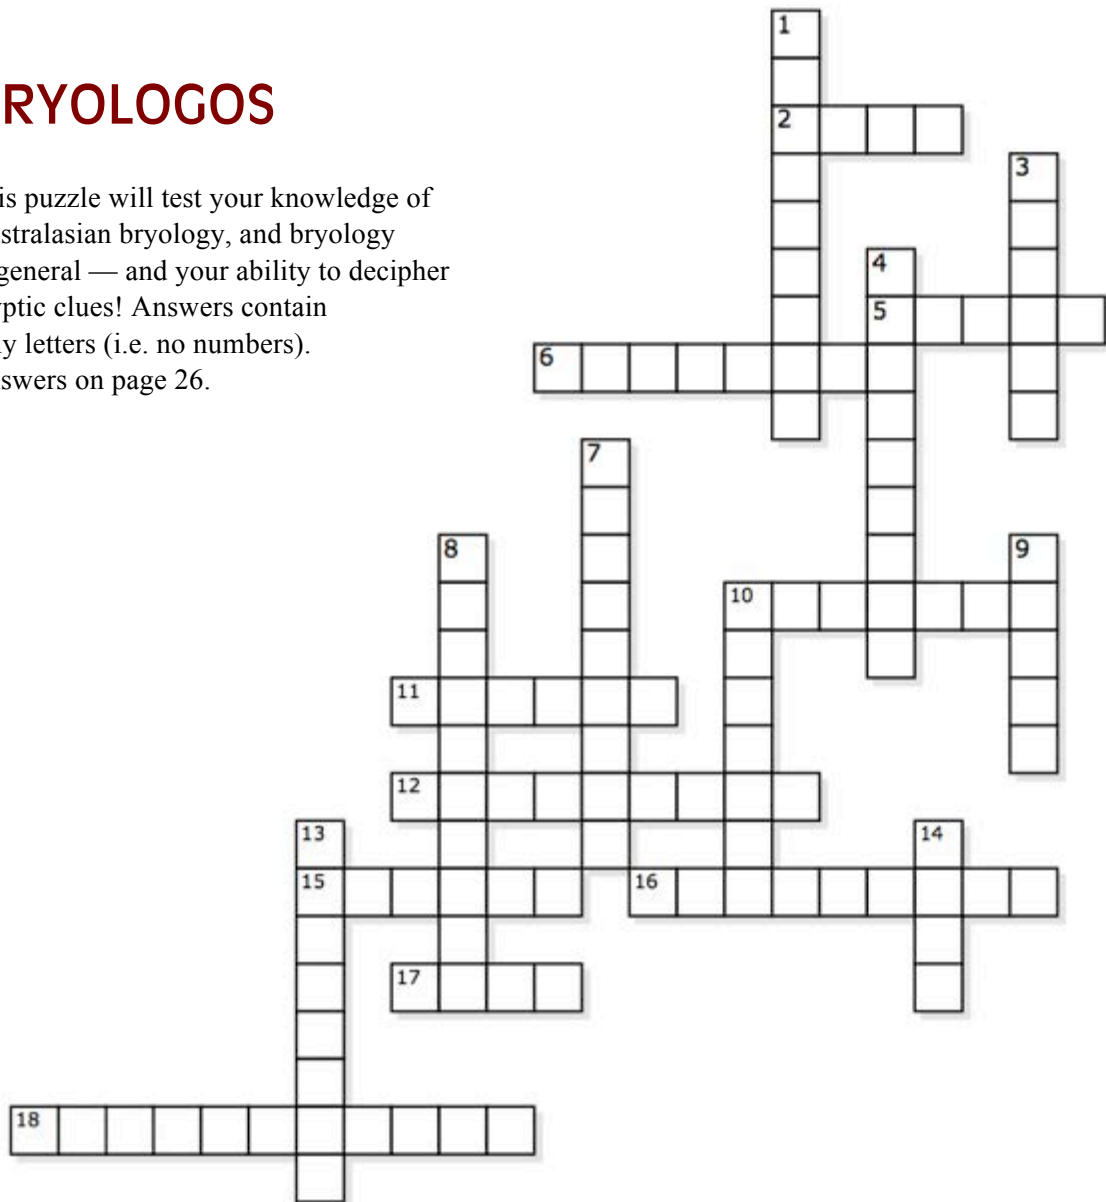 RYOLOGOS
is puzzle will test your knowledge of
stralasian bryology, and bryology
general — and your ability to decipher
yptic clues! Answers contain
ly letters (i.e. no numbers).
swers on page 26.
1
2
3
4
5
6
7
8
9
10
11
12
13
14
15
16
17
18